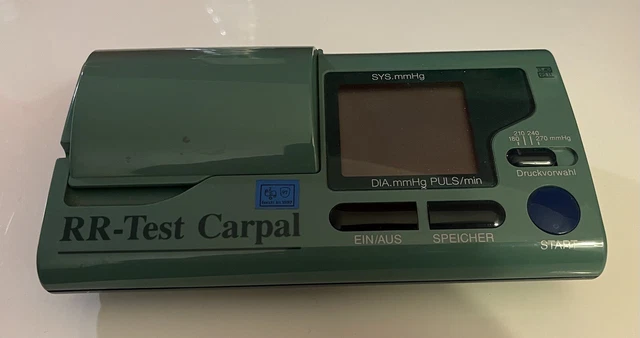 SYS.mmHg
DIA.mmHg PULS/min
210 240
180 270 mmHg
Druckvorwahl
RR-Test Carpal
EIN/AUS
SPEICHER
START